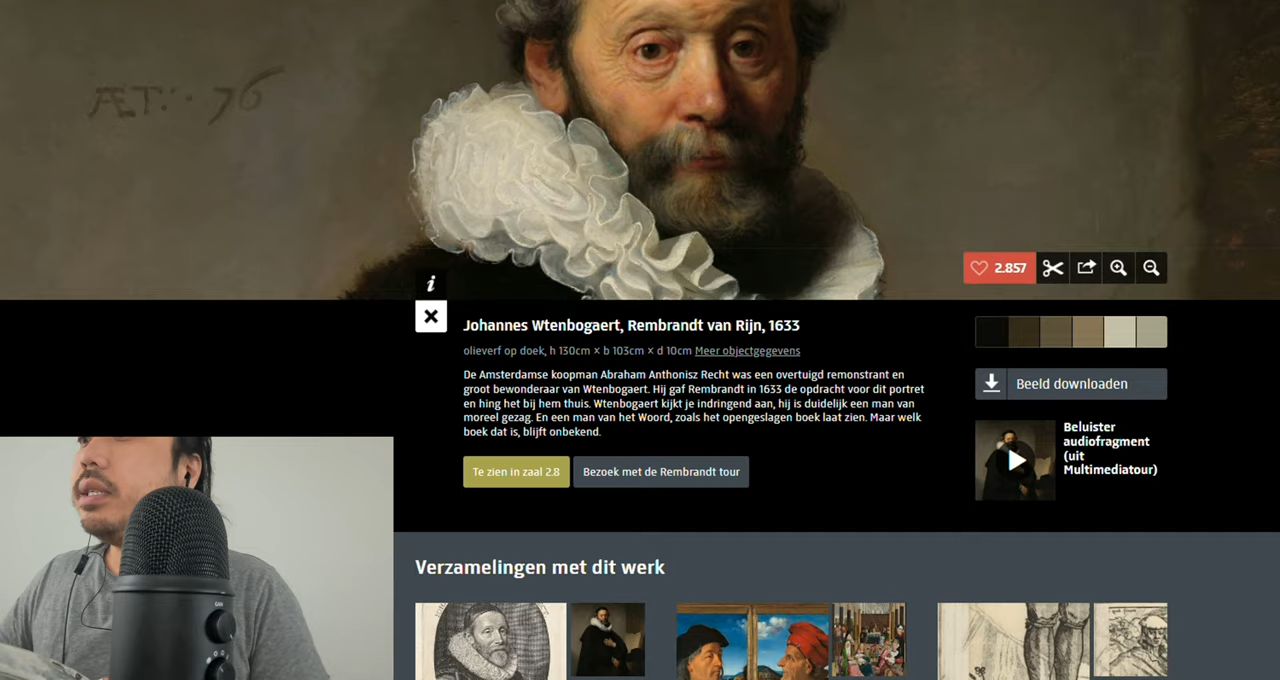 ÆT:· 76
2.857
i
Johannes Wtenbogaert, Rembrandt van Rijn, 1633
olieverf op doek, h 130cm × b 103cm × d 10cm Meer objectgegevens
De Amsterdamse koopman Abraham Anthonisz Recht was een overtuigd remonstrant en
groot bewonderaar van Wtenbogaert. Hij gaf Rembrandt in 1633 de opdracht voor dit portret
en hing het bij hem thuis. Wtenbogaert kijkt je indringend aan, hij is duidelijk een man van
moreel gezag. En een man van het Woord, zoals het opengeslagen boek laat zien. Maar welk
boek dat is, blijft onbekend.
Te zien in zaal 2.8
Bezoek met de Rembrandt tour
Beeld downloaden
Beluister
audiofragment
(uit
Multimediatour)
Verzamelingen met dit werk
GAIN